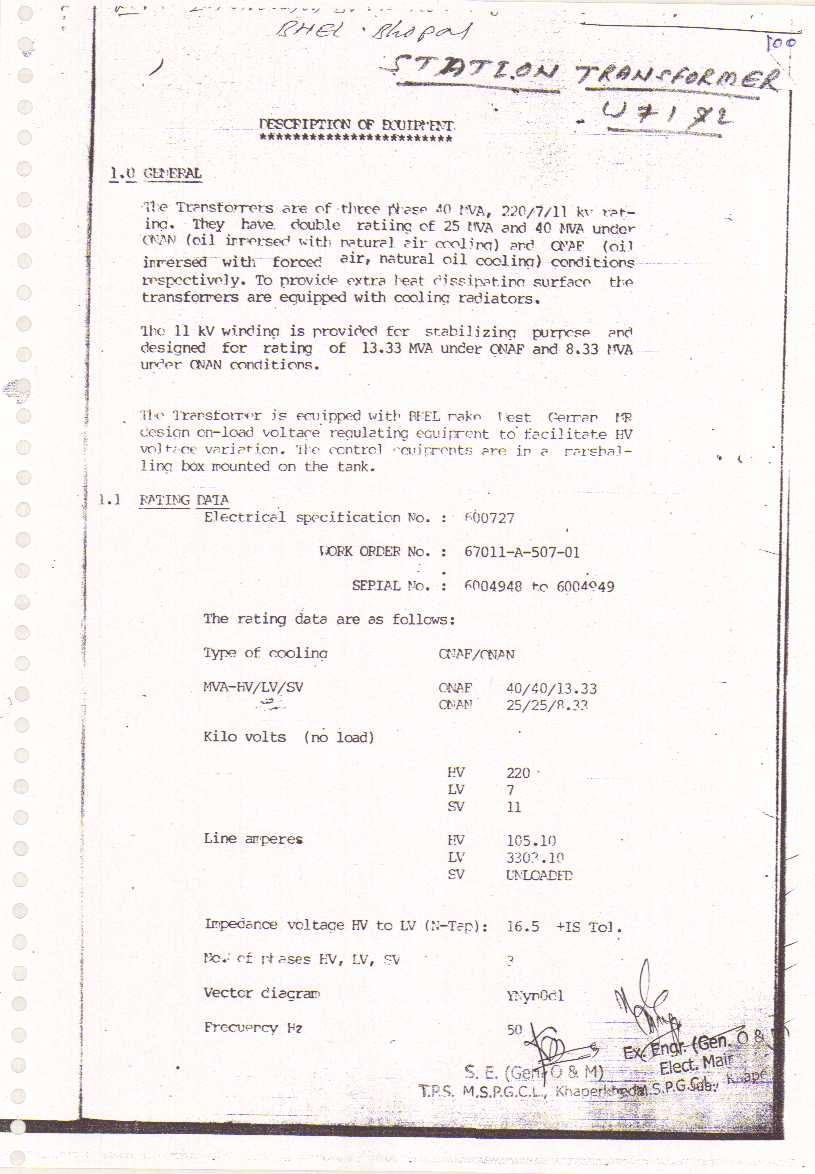 BHEL. Bhopal
100
STATION TRANSFORMER
U # 1 & 2
DESCRIPTION OF EQUIPMENT
************************
1.0 GENERAL
The Transformers are of three phase 40 MVA, 220/7/11 kv rat-
ing. They have double ratiing of 25 MVA and 40 MVA under
ONAN (oil immersed with natural air cooling) and ONAF (oil
immersed with forced air, natural oil cooling) conditions
respectively. To provide extra heat dissipating surface the
transformers are equipped with cooling radiators.
The 11 kV winding is provided for stabilizing purpose and
designed for rating of 13.33 MVA under ONAF and 8.33 MVA
under ONAN conditions.
The Transformer is equipped with BHEL make West German MR
design on-load voltage regulating equipment to facilitate HV
voltage variation. The control equipments are in a marshal-
ling box mounted on the tank.
1.1 RATING DATA
Electrical specification No. : 600727
WORK ORDER No. : 67011-A-507-01
SERIAL No. : 6004948 to 6004949
The rating data are as follows:
Type of cooling ONAF/ONAN
MVA-HV/LV/SV ONAF 40/40/13.33
ONAN 25/25/8.33
Kilo volts (no load)
HV 220
LV 7
SV 11
Line amperes HV 105.10
LV 3303.10
SV UNLOADED
Impedance voltage HV to LV (N-Tap): 16.5 +IS Tol.
No. of phases HV, LV, SV 3
Vector diagram YNyn0d1
Frequency Hz 50
Ex. Engr. (Gen. O & M)
S. E. (Gen. O & M) Elect. Main
T.P.S. M.S.P.G.C.L., Khaperkheda M.S.P.G.C.L.